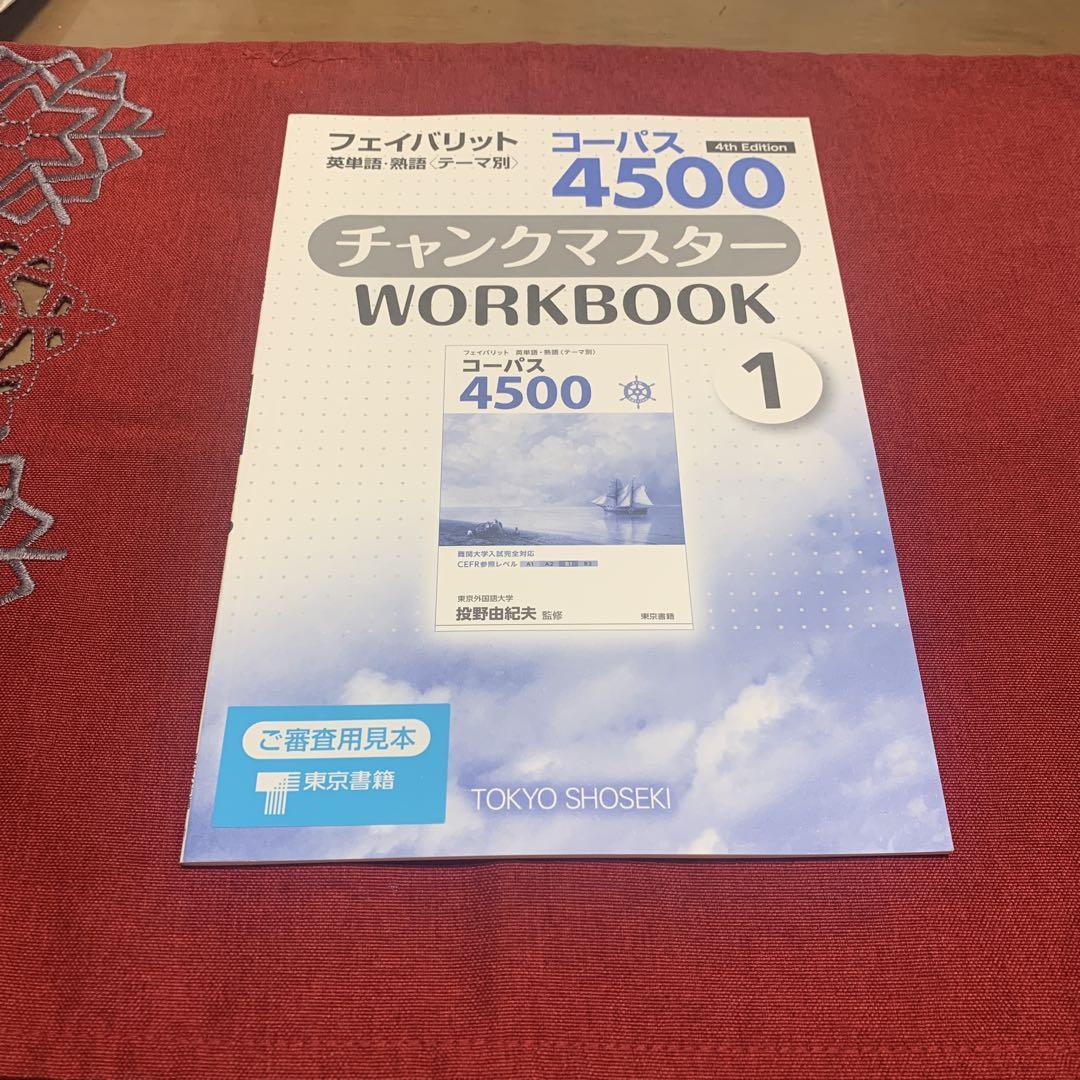 フェイバリット
英単語・熟語〈テーマ別〉
コーパス 4th Edition
4500
チャンクマスター
WORKBOOK
1
フェイバリット 英単語・熟語〈テーマ別〉
コーパス
4500
難関大学入試完全対応
CEFR参照レベル A1 A2 B1 B2
東京外国語大学
投野由紀夫 監修
東京書籍
ご審査用見本
東京書籍
TOKYO SHOSEKI